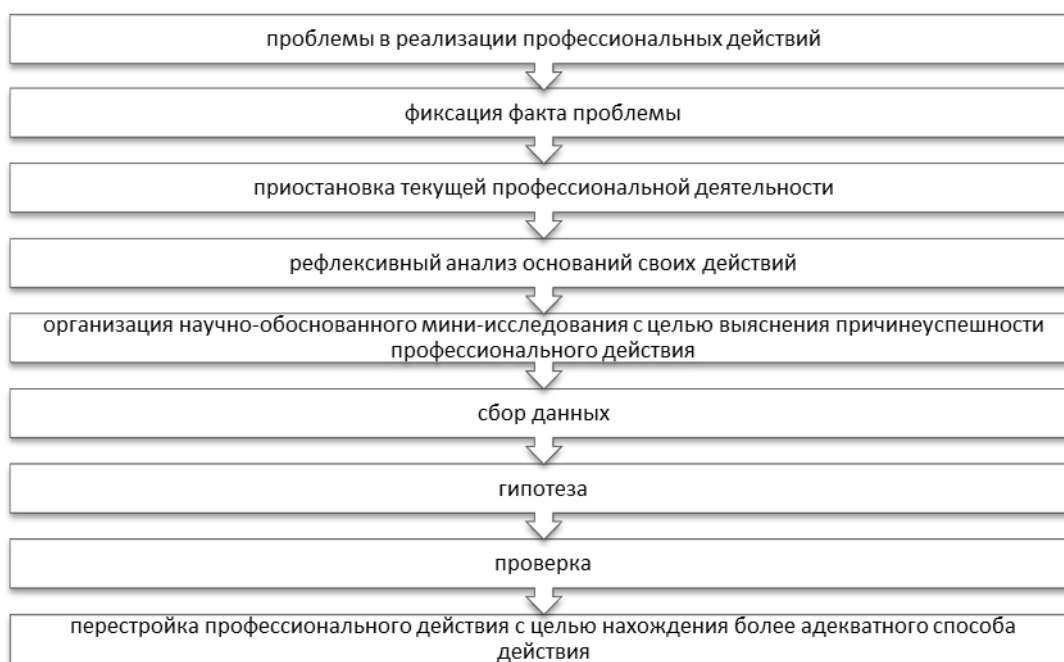 проблемы в реализации профессиональных действий
фиксация факта проблемы
приостановка текущей профессиональной деятельности
рефлексивный анализ оснований своих действий
организация научно-обоснованного мини-исследования с целью выяснения причинеуспешности
профессионального действия
сбор данных
гипотеза
проверка
перестройка профессионального действия с целью нахождения более адекватного способа
действия